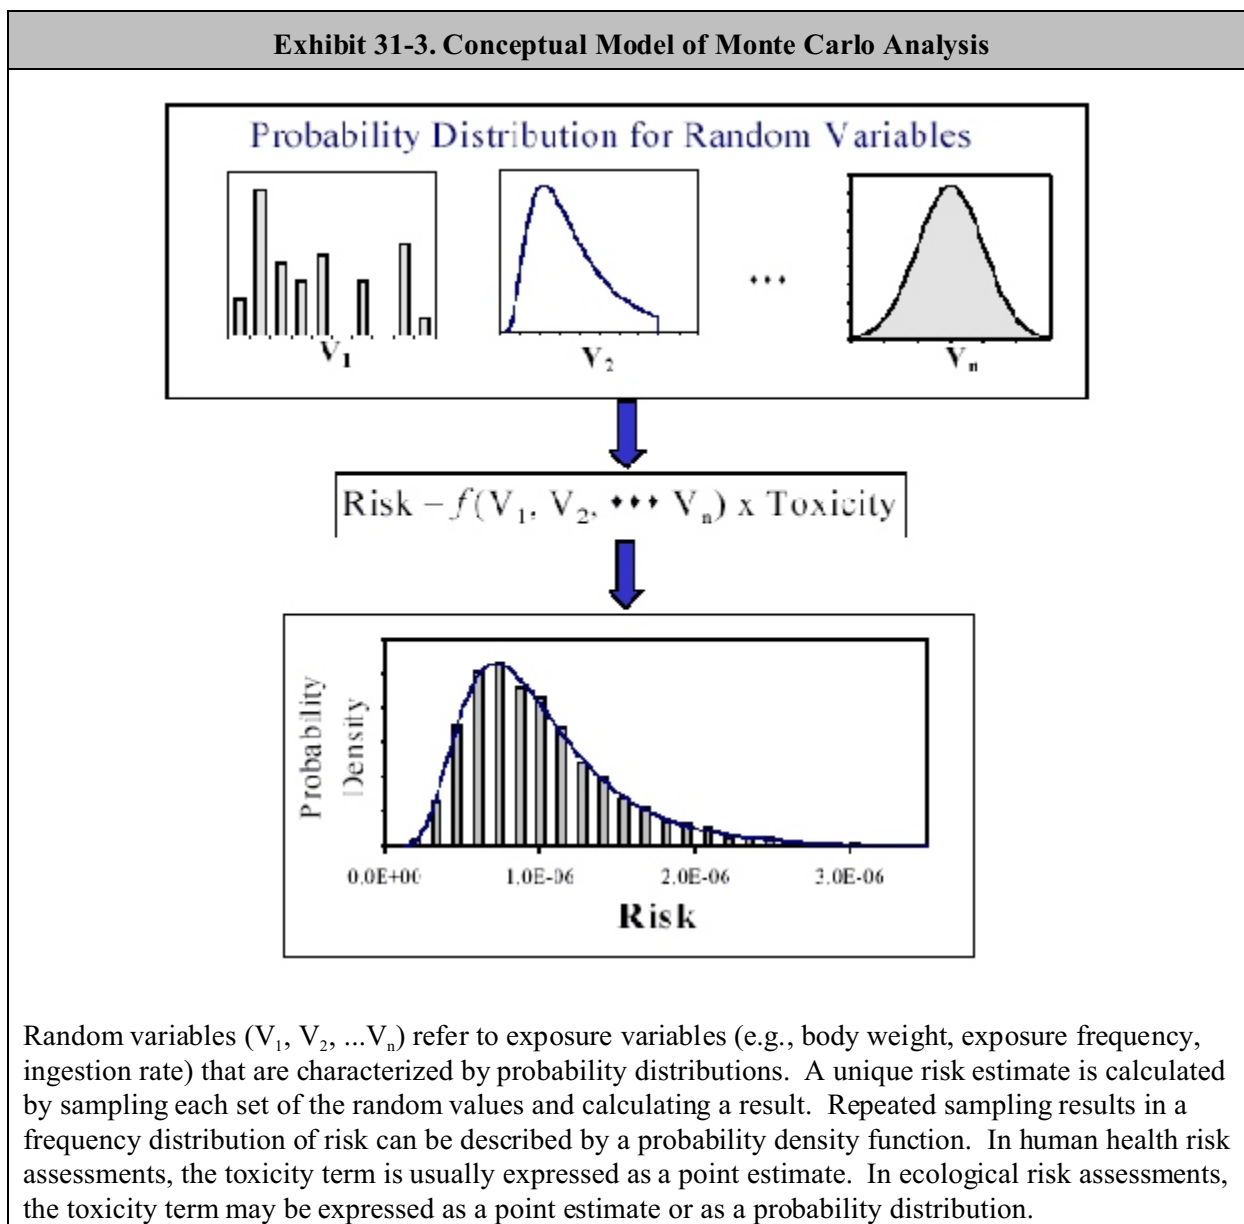 Exhibit 31-3. Conceptual Model of Monte Carlo Analysis
Probability Distribution for Random Variables
V₁
V₂
♦♦♦
Vₙ
Risk – f(V₁, V₂, ♦♦♦ Vₙ) x Toxicity
Probability
Density
0.0E+00
1.0E-06
2.0E-06
3.0E-06
Risk
Random variables (V₁, V₂, ...Vₙ) refer to exposure variables (e.g., body weight, exposure frequency,
ingestion rate) that are characterized by probability distributions. A unique risk estimate is calculated
by sampling each set of the random values and calculating a result. Repeated sampling results in a
frequency distribution of risk can be described by a probability density function. In human health risk
assessments, the toxicity term is usually expressed as a point estimate. In ecological risk assessments,
the toxicity term may be expressed as a point estimate or as a probability distribution.